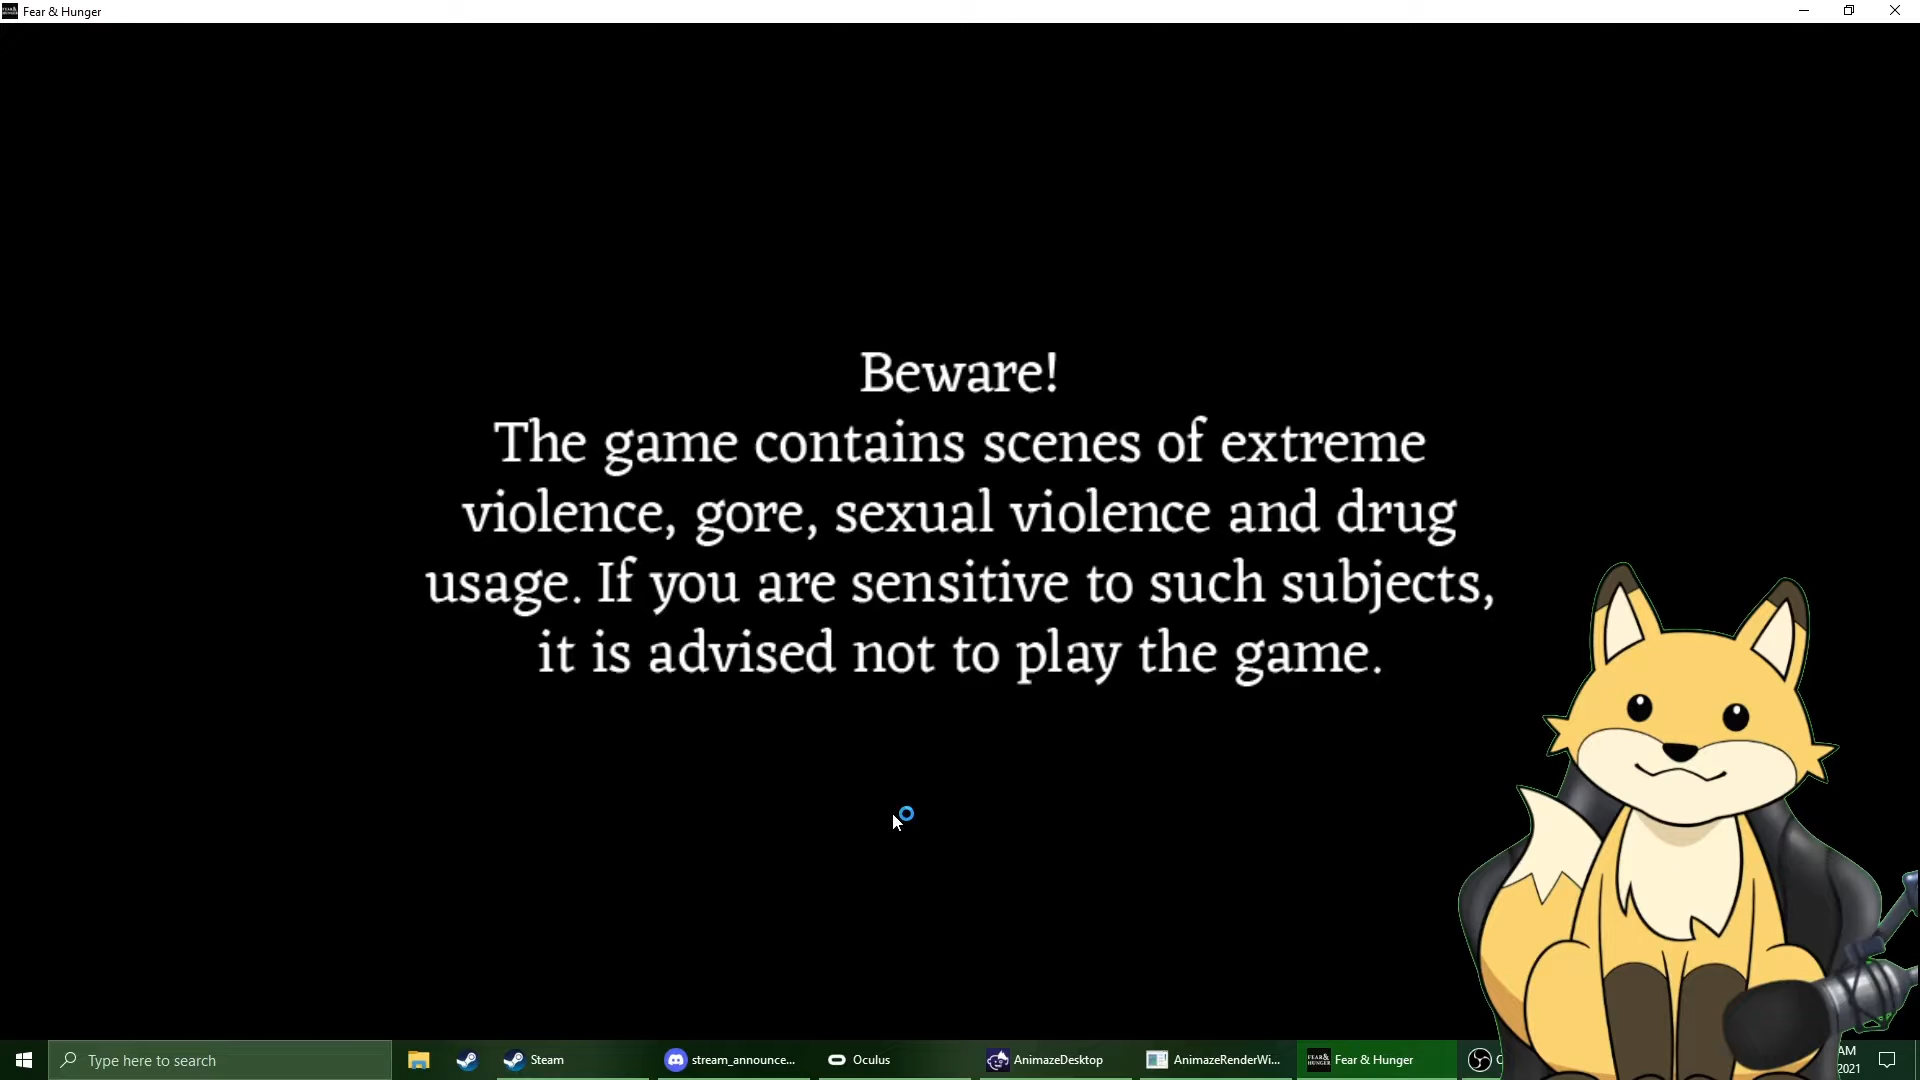 Fear & Hunger
Beware!
The game contains scenes of extreme
violence, gore, sexual violence and drug
usage. If you are sensitive to such subjects,
it is advised not to play the game.
Type here to search
Steam
stream_announce...
Oculus
AnimazeDesktop
AnimazeRenderWi...
FEAR & HUNGER
Fear & Hunger
AM
2021